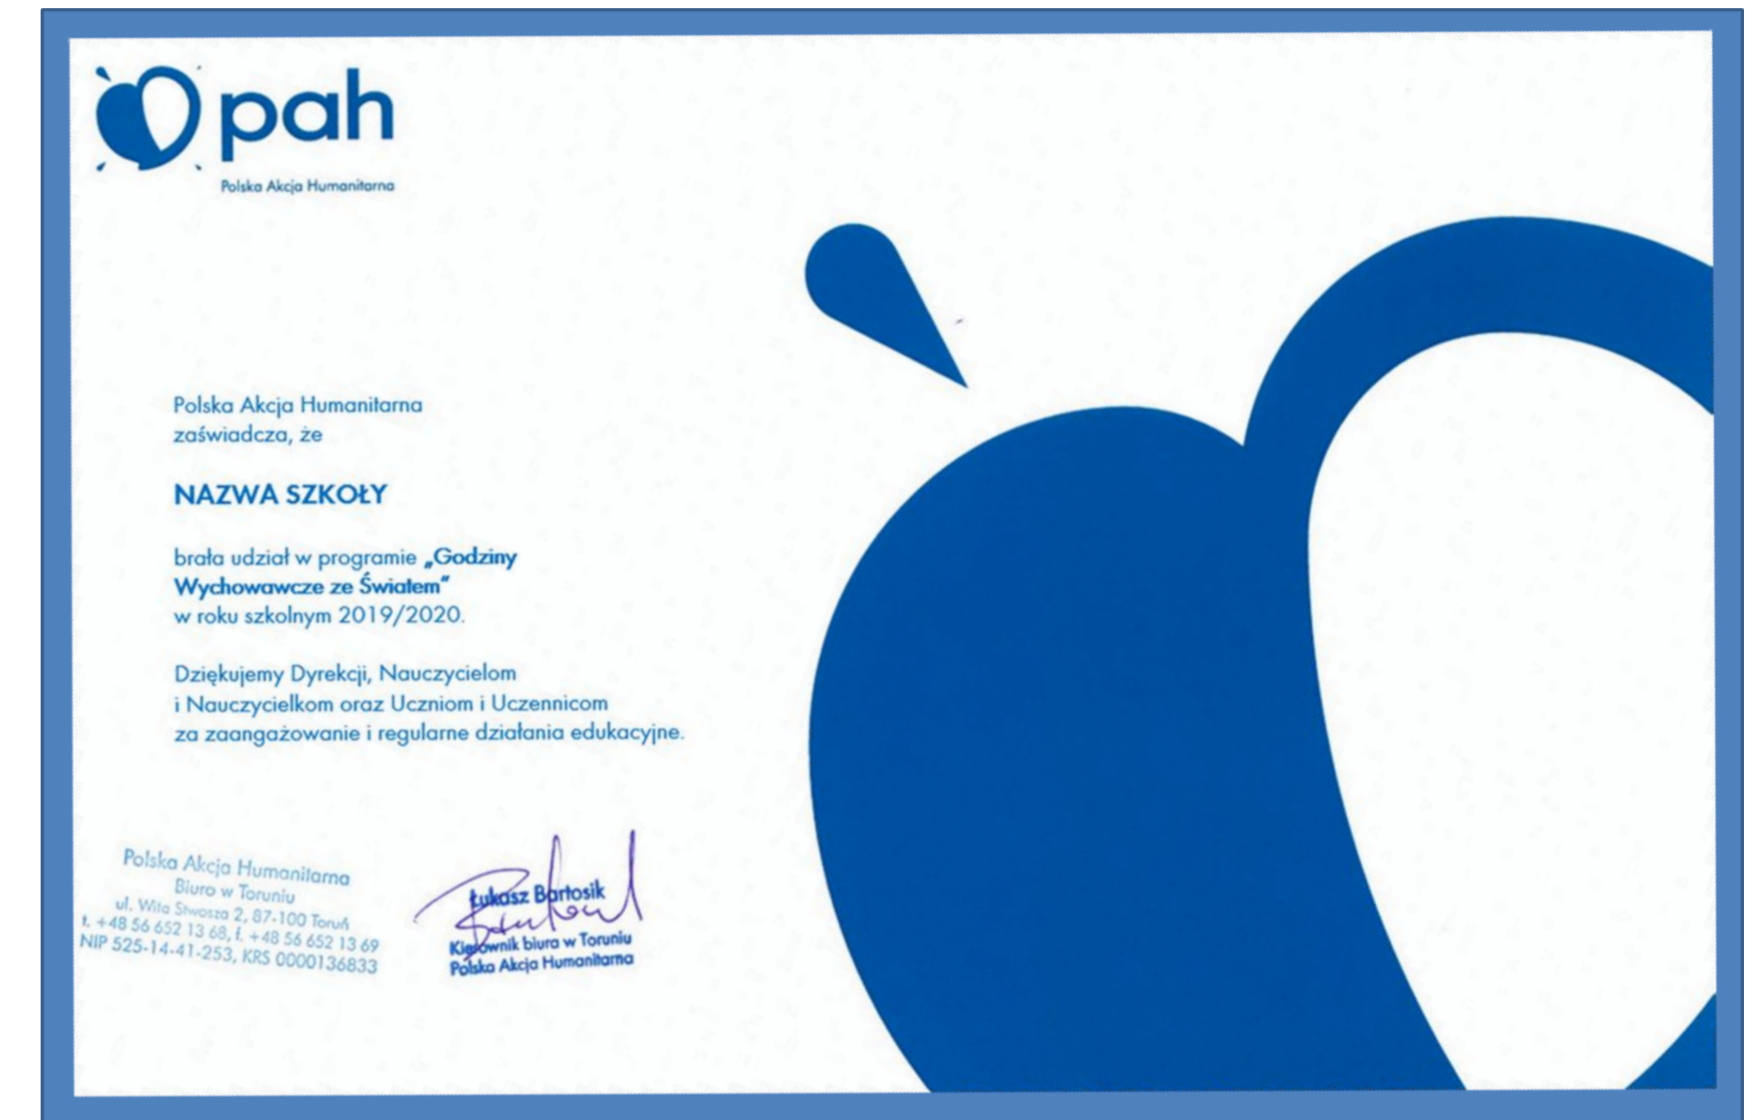 pah
Polska Akcja Humanitarna
Polska Akcja Humanitarna
zaświadcza, że
NAZWA SZKOŁY
brała udział w programie „Godziny
Wychowawcze ze Światem”
w roku szkolnym 2019/2020.
Dziękujemy Dyrekcji, Nauczycielom
i Nauczycielkom oraz Uczniom i Uczennicom
za zaangażowanie i regularne działania edukacyjne.
Polska Akcja Humanitarna
Biuro w Toruniu
ul. Wita Stwosza 2, 87-100 Toruń
t. +48 56 652 13 68, f. +48 56 652 13 69
NIP 525-14-41-253, KRS 0000136833
Łukasz Bartosik
Kierownik biura w Toruniu
Polska Akcja Humanitarna